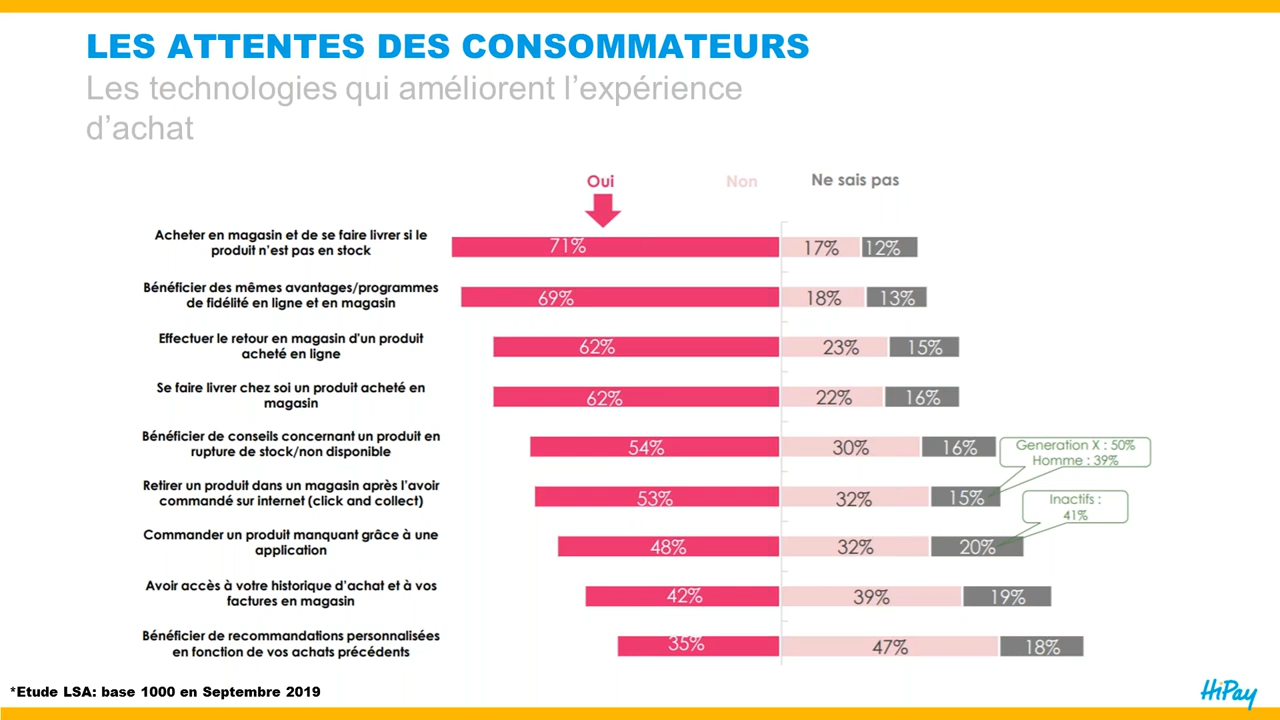 LES ATTENTES DES CONSOMMATEURS
Les technologies qui améliorent l’expérience
d’achat
Oui
Non
Ne sais pas
Acheter en magasin et de se faire livrer si le
produit n’est pas en stock
71%
17%
12%
Bénéficier des mêmes avantages/programmes
de fidélité en ligne et en magasin
69%
18%
13%
Effectuer le retour en magasin d'un produit
acheté en ligne
62%
23%
15%
Se faire livrer chez soi un produit acheté en
magasin
62%
22%
16%
Bénéficier de conseils concernant un produit en
rupture de stock/non disponible
54%
30%
16%
Generation X : 50%
Homme : 39%
Retirer un produit dans un magasin après l’avoir
commandé sur internet (click and collect)
53%
32%
15%
Inactifs :
41%
Commander un produit manquant grâce à une
application
48%
32%
20%
Avoir accès à votre historique d’achat et à vos
factures en magasin
42%
39%
19%
Bénéficier de recommandations personnalisées
en fonction de vos achats précédents
35%
47%
18%
*Etude LSA: base 1000 en Septembre 2019
HiPay